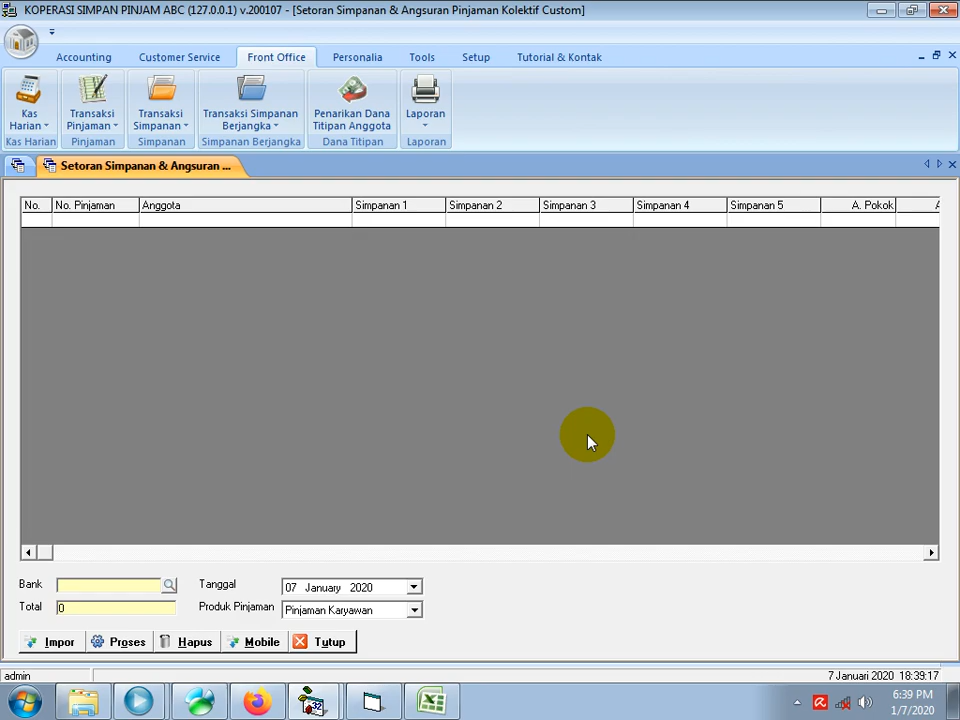 KOPERASI SIMPAN PINJAM ABC (127.0.0.1) v.200107 - [Setoran Simpanan & Angsuran Pinjaman Kolektif Custom]
Accounting Customer Service Front Office Personalia Tools Setup Tutorial & Kontak
Kas Harian Transaksi Pinjaman Transaksi Simpanan Transaksi Simpanan Berjangka Penarikan Dana Titipan Anggota Laporan
Kas Harian Pinjaman Simpanan Simpanan Berjangka Dana Titipan Laporan
Setoran Simpanan & Angsuran ...
No. No. Pinjaman Anggota Simpanan 1 Simpanan 2 Simpanan 3 Simpanan 4 Simpanan 5 A. Pokok
Bank Tanggal 07 January 2020
Total 0 Produk Pinjaman Pinjaman Karyawan
Impor Proses Hapus Mobile Tutup
admin 7 Januari 2020 18:39:17
32
6:39 PM
1/7/2020